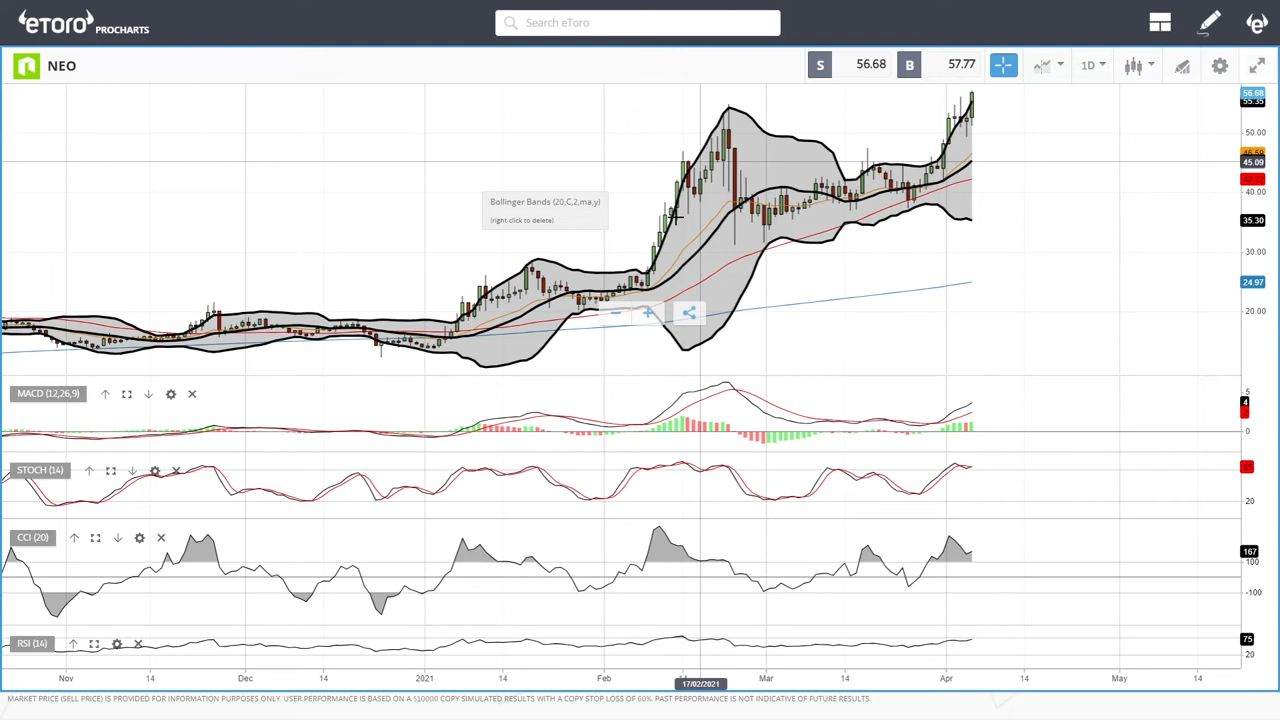 eToro PROCHARTS
Search eToro
NEO
S 56.68 B 57.77
1D
56.68
55.35
50.00
45.09
40.00
35.30
30.00
24.97
20.00
Bollinger Bands (20,C,2,ma,y)
(right-click to delete)
MACD (12,26,9)
5
4
0
STOCH (14)
20
CCI (20)
167
100
-100
RSI (14)
75
20
Nov 14 Dec 14 2021 14 Feb 14 Mar 14 Apr 14 May 14
17/02/2021
MARKET PRICE (SELL PRICE) IS PROVIDED FOR INFORMATION PURPOSES ONLY. USER PERFORMANCE IS BASED ON A $10000 COPY SIMULATED RESULTS WITH A COPY STOP LOSS OF 60%. PAST PERFORMANCE IS NOT INDICATIVE OF FUTURE RESULTS.